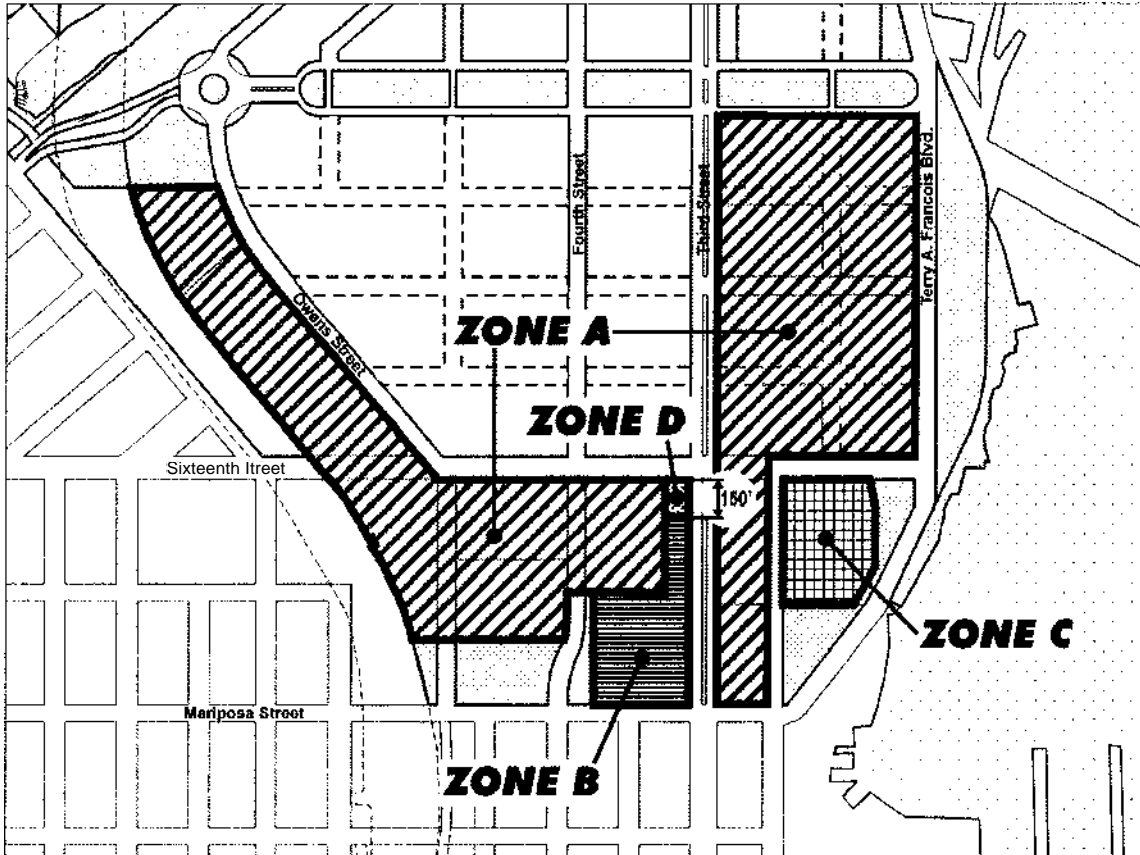 Fourth Street
Third Street
Terry A. Francois Blvd.
Owens Street
ZONE A
ZONE D
Sixteenth Itreet
150'
ZONE C
Mariposa Street
ZONE B